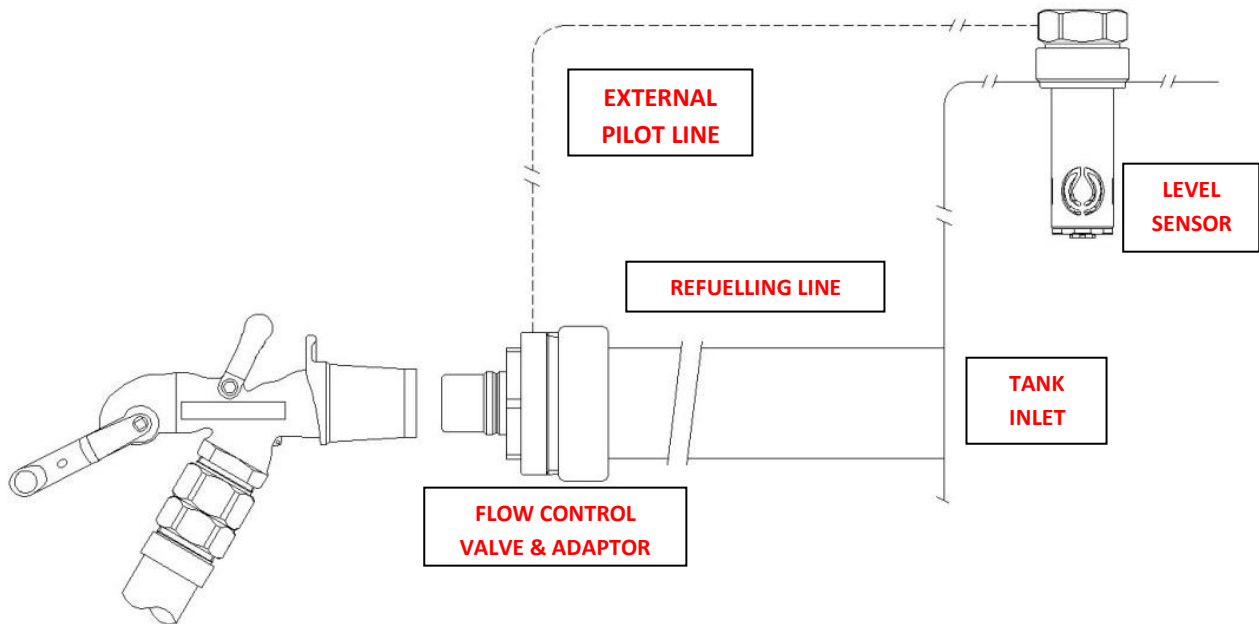 EXTERNAL
PILOT LINE
LEVEL
SENSOR
REFUELLING LINE
TANK
INLET
FLOW CONTROL
VALVE & ADAPTOR